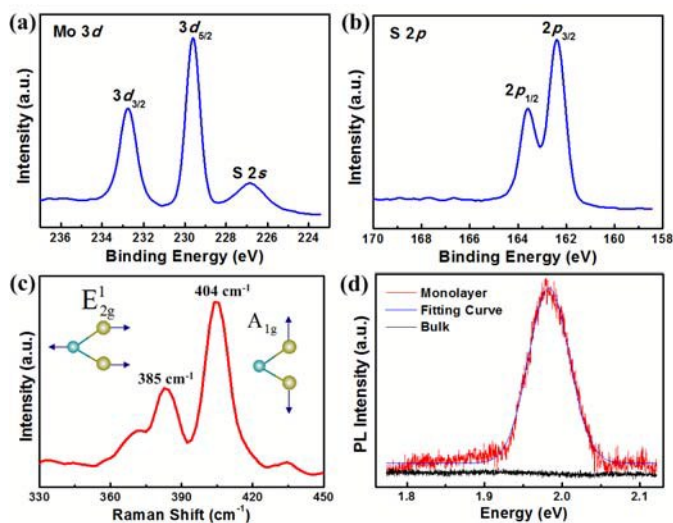 (a)
Mo 3d
3d5/2
3d3/2
S 2s
Intensity (a.u.)
236 234 232 230 228 226 224
Binding Energy (eV)
(b)
S 2p
2p3/2
2p1/2
Intensity (a.u.)
170 168 166 164 162 160 158
Binding Energy (eV)
(c)
E¹2g
404 cm⁻¹
A1g
385 cm⁻¹
Intensity (a.u.)
330 360 390 420 450
Raman Shift (cm⁻¹)
(d)
Monolayer
Fitting Curve
Bulk
PL Intensity (a.u.)
1.8 1.9 2.0 2.1
Energy (eV)